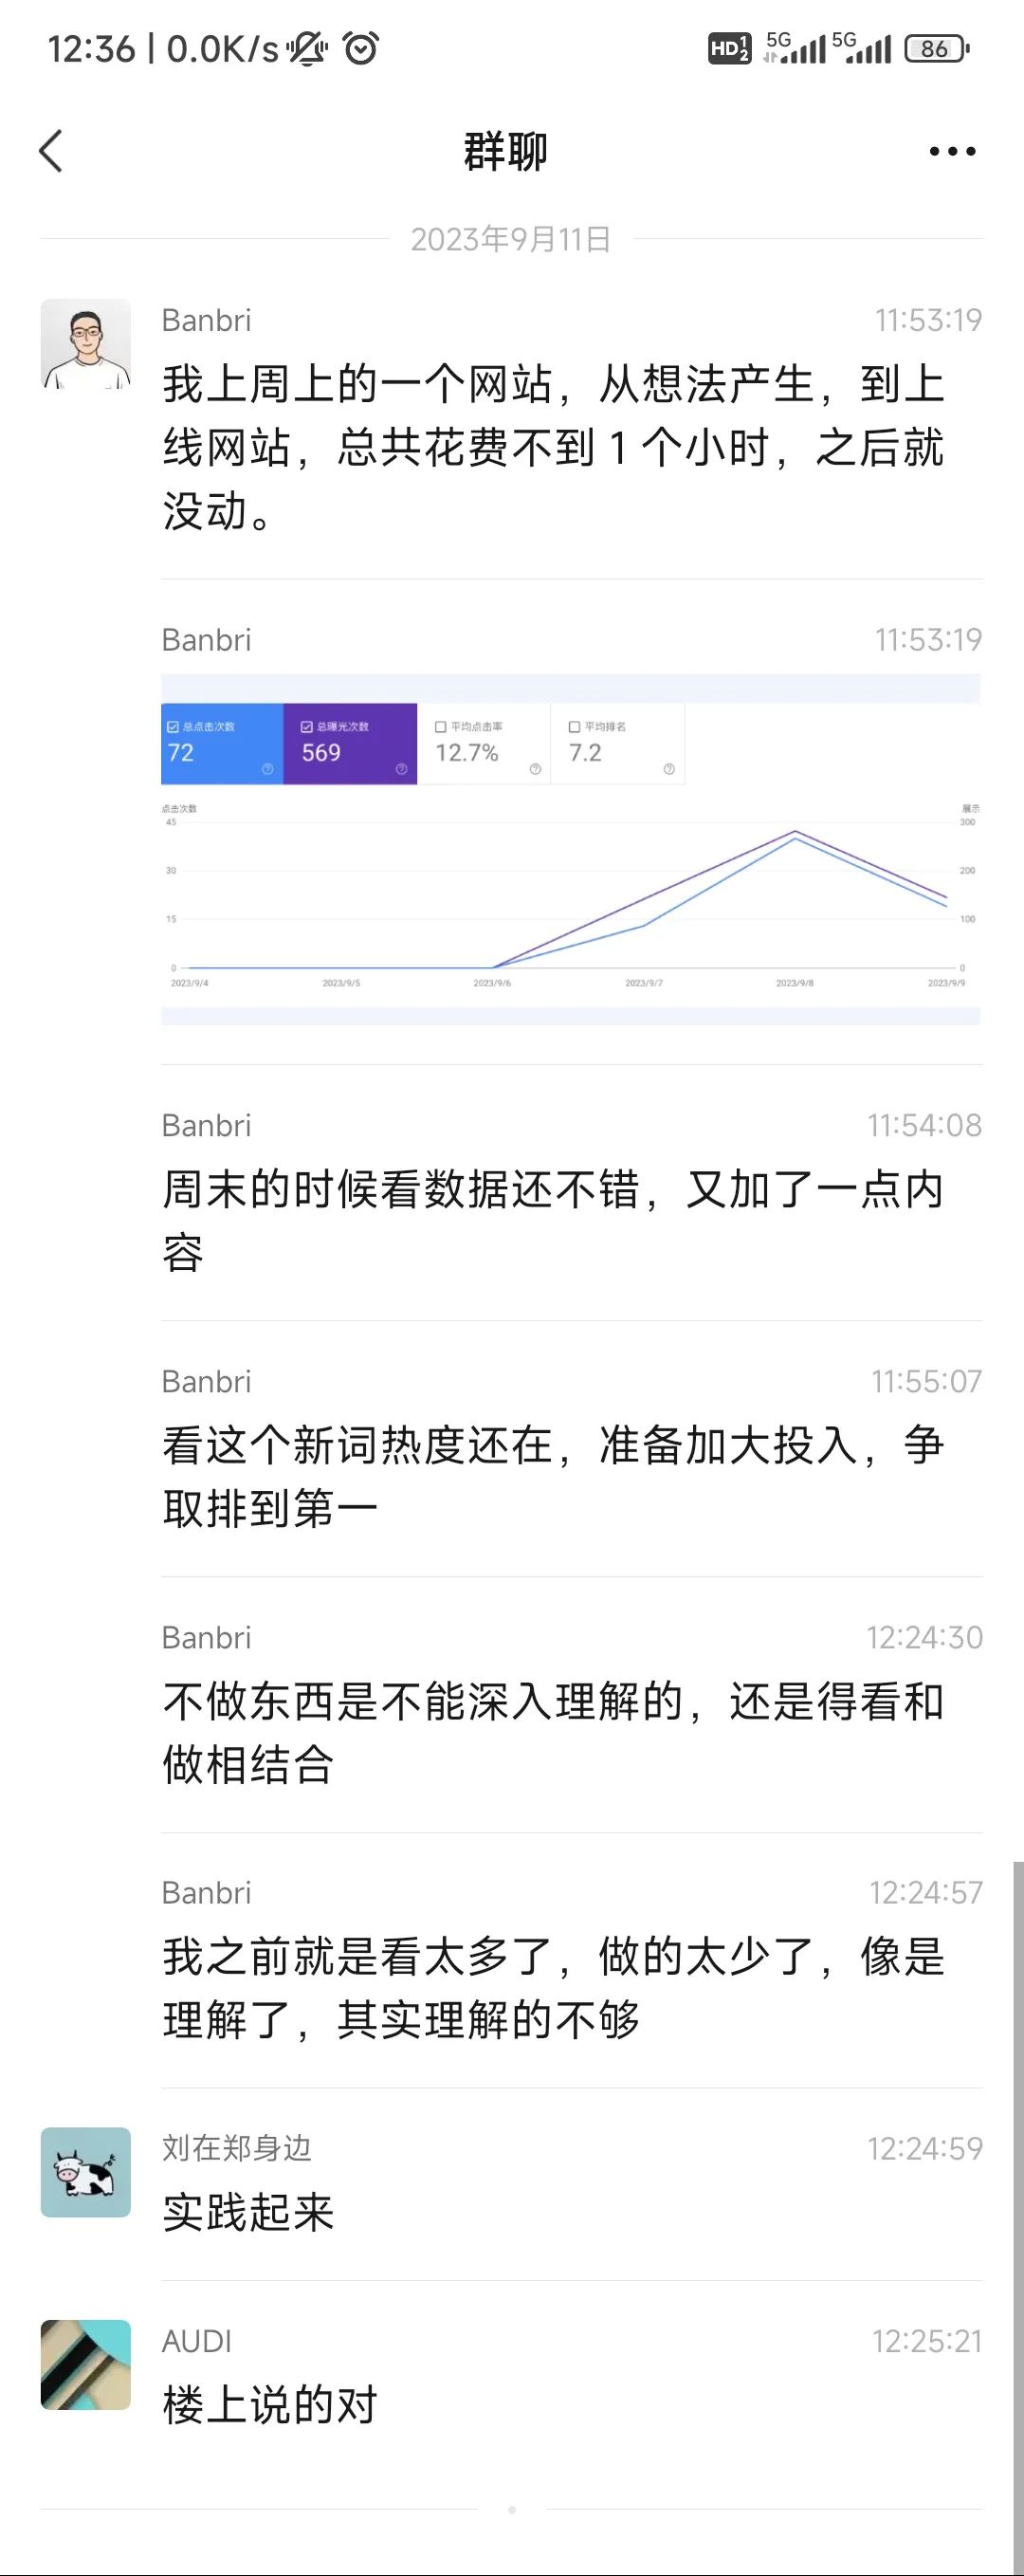 12:36 | 0.0K/s
HD 1 2 5G 5G 86
群聊
2023年9月11日
Banbri 11:53:19
我上周上的一个网站，从想法产生，到上
线网站，总共花费不到 1 个小时，之后就
没动。
Banbri 11:53:19
总点击次数 总曝光次数 平均点击率 平均排名
72 569 12.7% 7.2
点击次数 展示
45 300
30 200
15 100
0 0
2023/9/4 2023/9/5 2023/9/6 2023/9/7 2023/9/8 2023/9/9
Banbri 11:54:08
周末的时候看数据还不错，又加了一点内
容
Banbri 11:55:07
看这个新词热度还在，准备加大投入，争
取排到第一
Banbri 12:24:30
不做东西是不能深入理解的，还是得看和
做相结合
Banbri 12:24:57
我之前就是看太多了，做的太少了，像是
理解了，其实理解的不够
刘在郑身边 12:24:59
实践起来
AUDI 12:25:21
楼上说的对